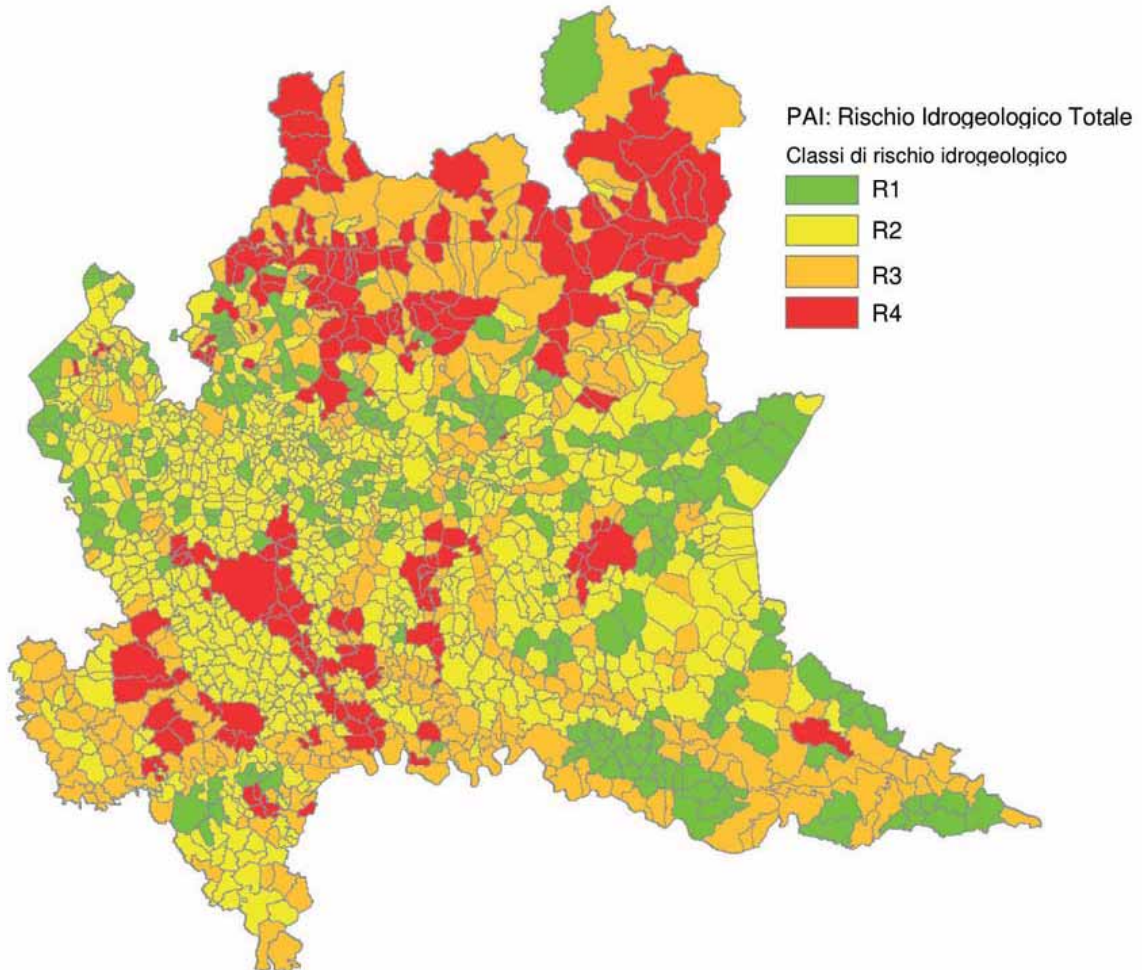 PAI: Rischio Idrogeologico Totale
Classi di rischio idrogeologico
R1
R2
R3
R4